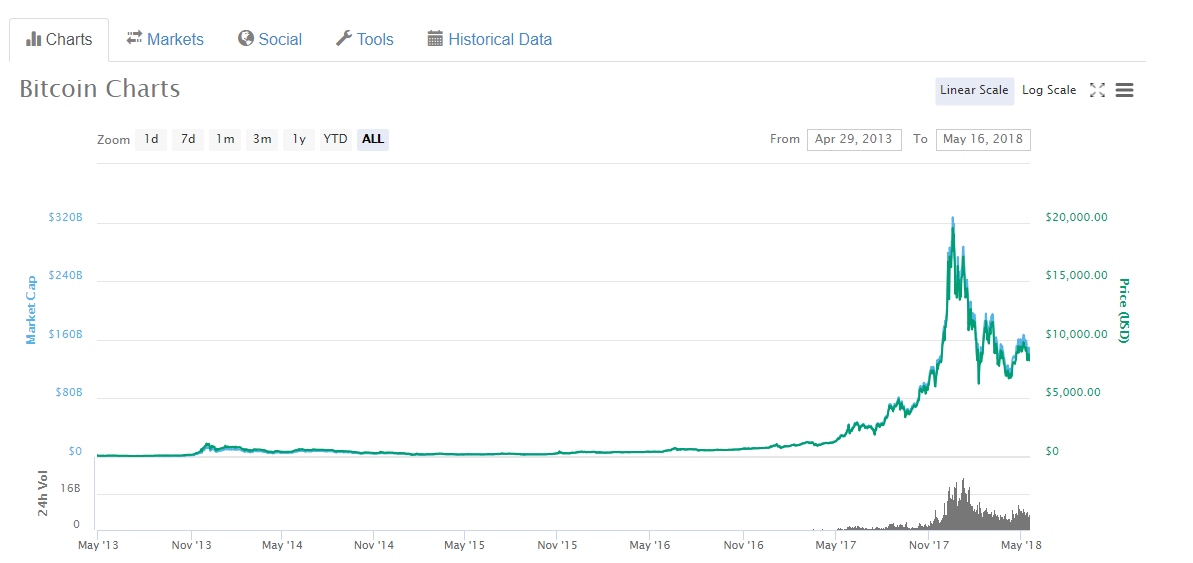 Charts Markets Social Tools Historical Data
Bitcoin Charts
Linear Scale Log Scale
Zoom 1d 7d 1m 3m 1y YTD ALL From Apr 29, 2013 To May 16, 2018
$320B $20,000.00
$240B $15,000.00
Market Cap
Price (USD)
$160B $10,000.00
$80B $5,000.00
$0 $0
24h Vol
16B
0
May '13 Nov '13 May '14 Nov '14 May '15 Nov '15 May '16 Nov '16 May '17 Nov '17 May '18